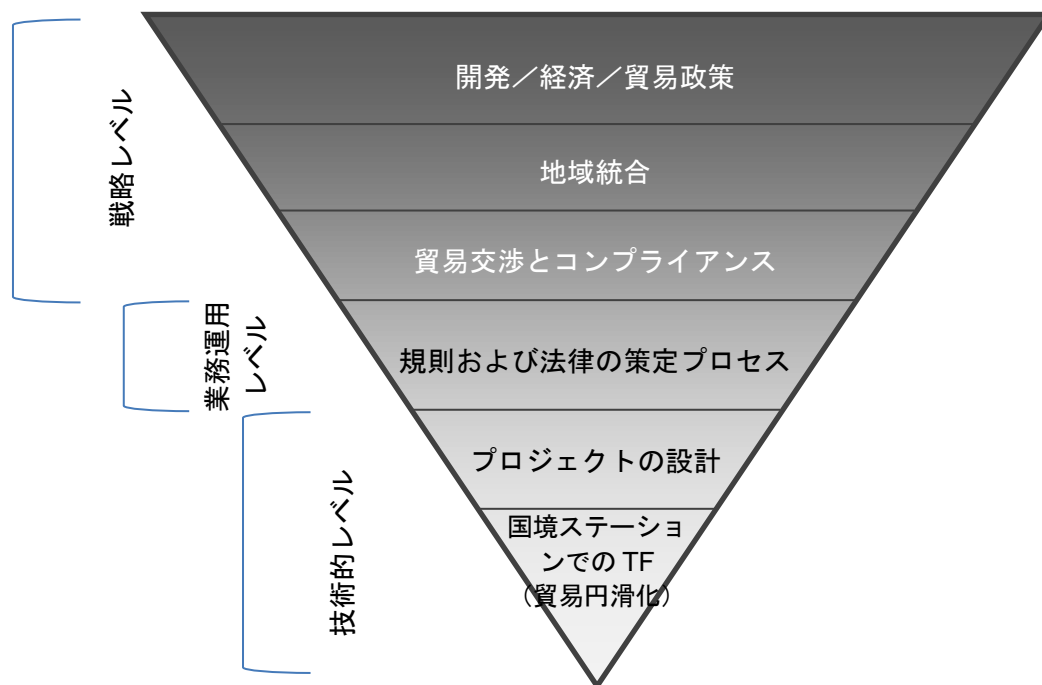 戦略レベル
開発／経済／貿易政策
地域統合
貿易交渉とコンプライアンス
業務運用
レベル
規則および法律の策定プロセス
技術的レベル
プロジェクトの設計
国境ステーショ
ンでの TF
（貿易円滑化）